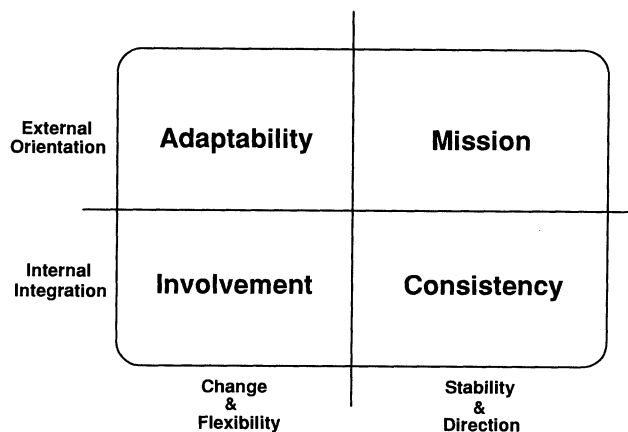 External
Orientation
Adaptability
Mission
Internal
Integration
Involvement
Consistency
Change
&
Flexibility
Stability
&
Direction